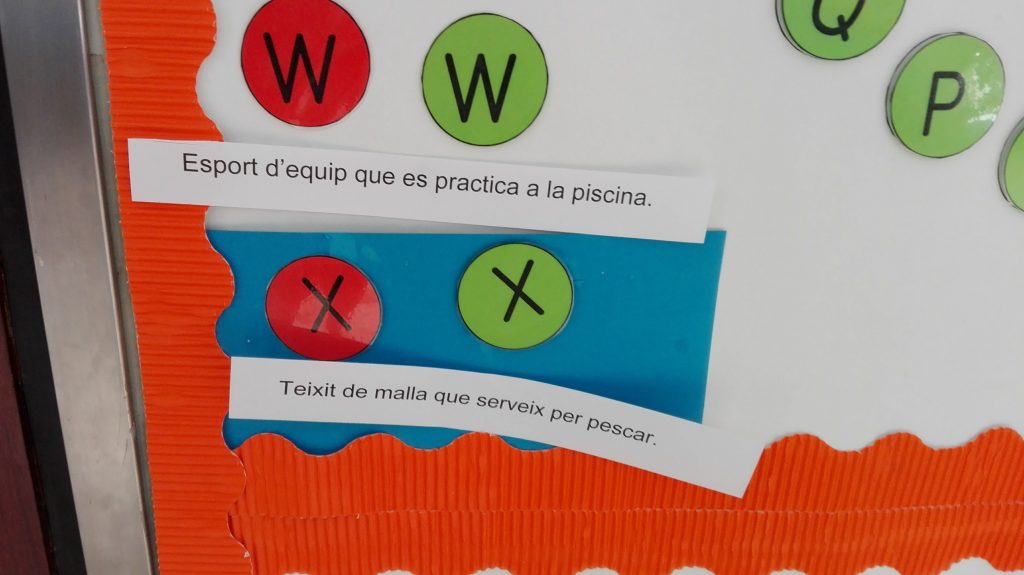 W W Q
P
Esport d'equip que es practica a la piscina.
X X
Teixit de malla que serveix per pescar.